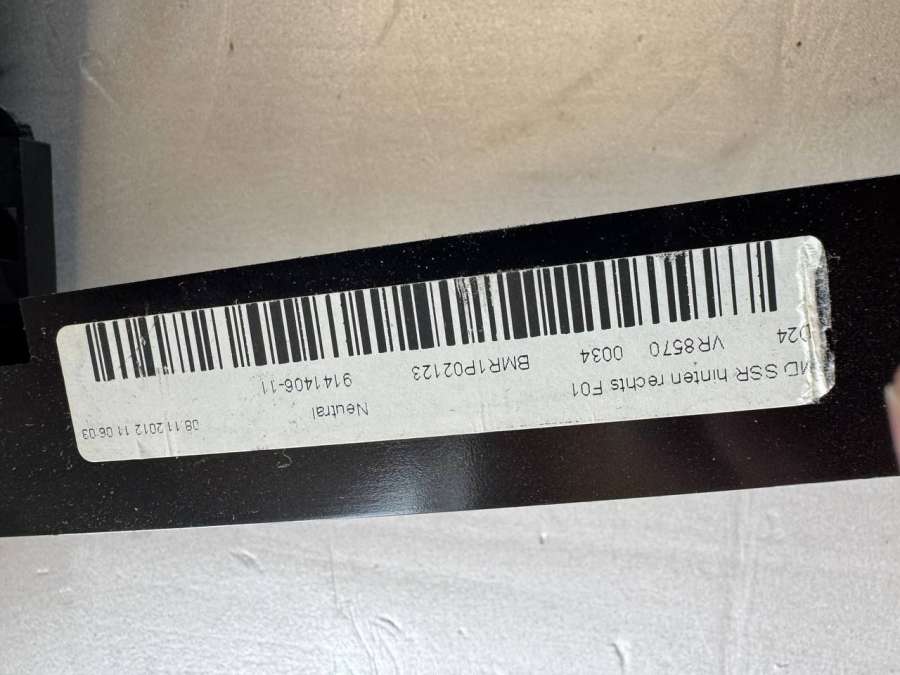 MD SSR hinten rechts F01 Neutral 08.11.2012 11:06:03
D24 VR8570 0034 BMR1P02123 9141406-11